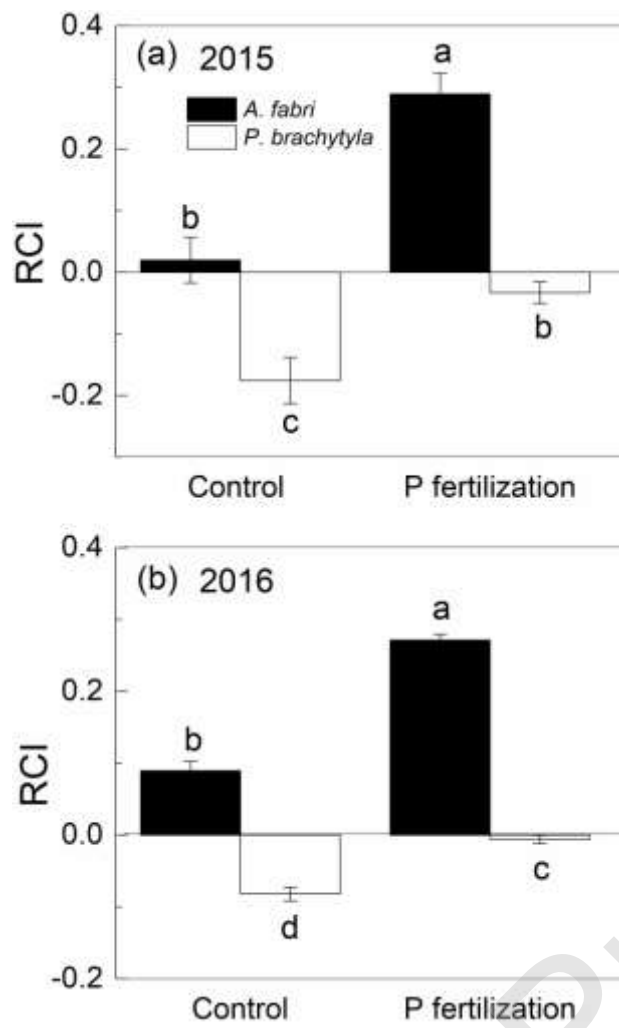 0.4
(a) 2015
a
A. fabri
P. brachytyla
0.2
b
RCI
0.0
b
-0.2
c
Control P fertilization
0.4
(b) 2016
a
0.2
b
RCI
0.0
c
d
-0.2
Control P fertilization